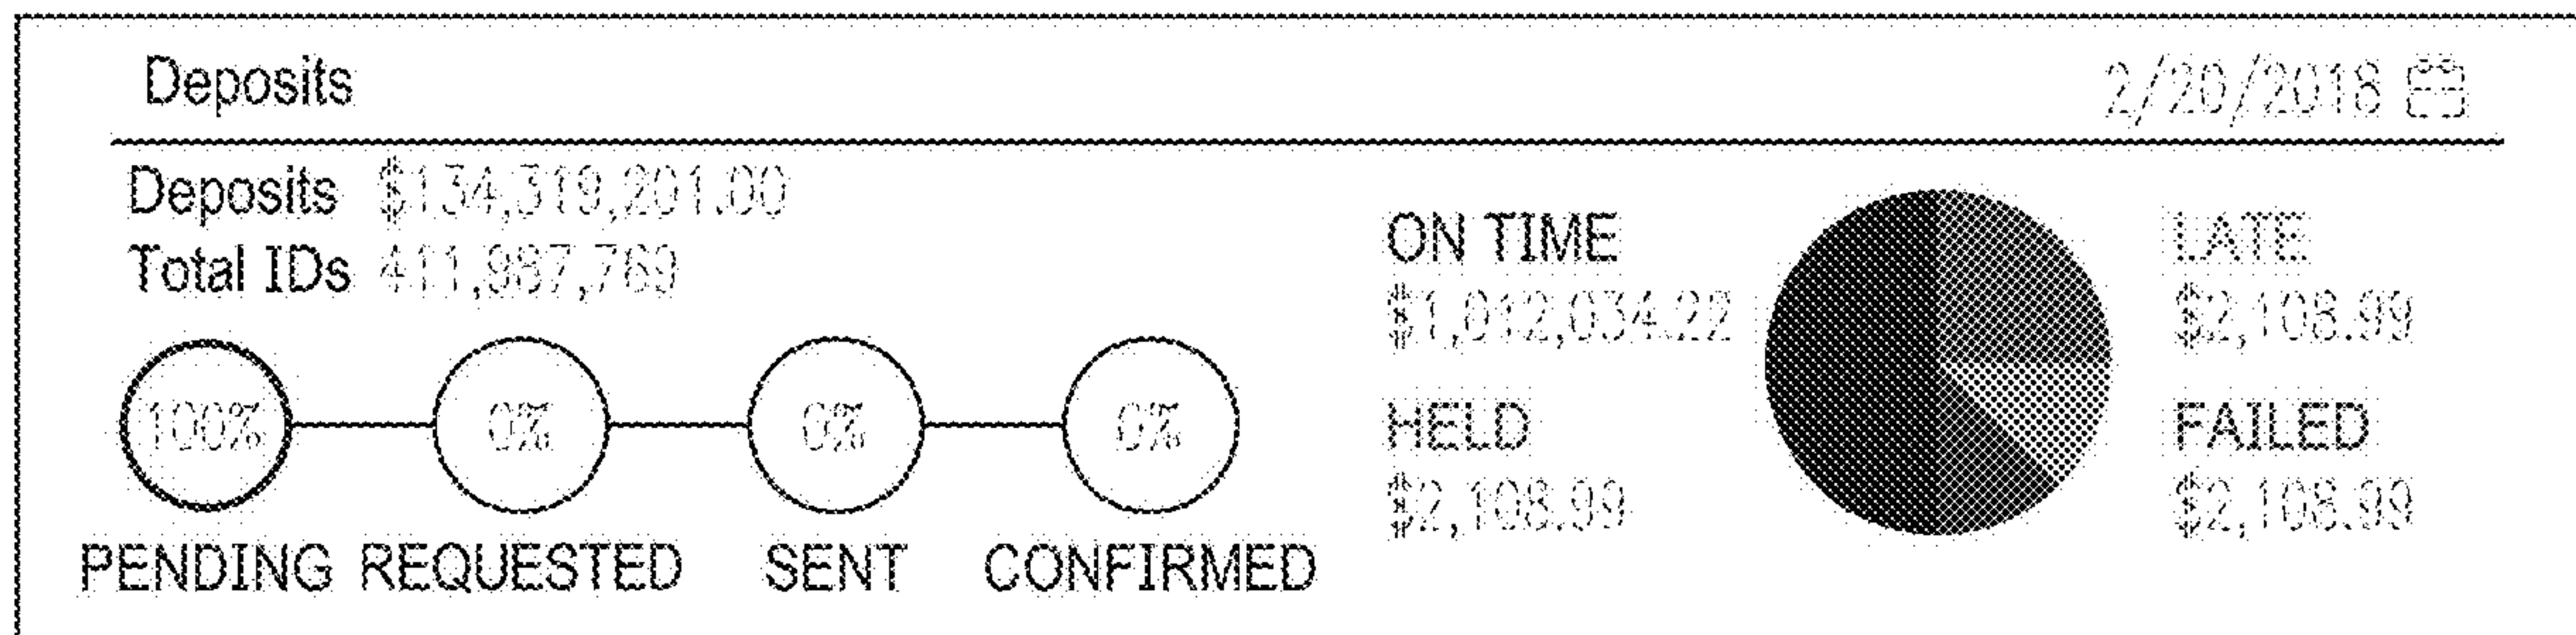 Deposits 2/20/2018
Deposits $134,319,201.00
Total IDs 411,987,769
100% 0% 0% 0%
PENDING REQUESTED SENT CONFIRMED
ON TIME
$1,012,034.22
HELD
$2,108.99
LATE
$2,108.99
FAILED
$2,108.99